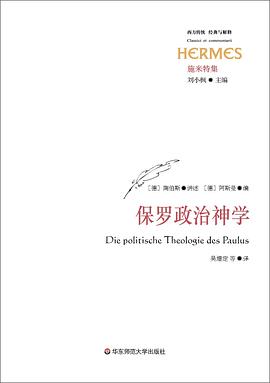 西方传统 经典与解释
Classici et commentarii
HERMES
施米特集
刘小枫●主编
［德］陶伯斯●讲述 ［德］阿斯曼●编
保罗政治神学
Die politische Theologie des Paulus
吴增定 等●译
华东师范大学出版社